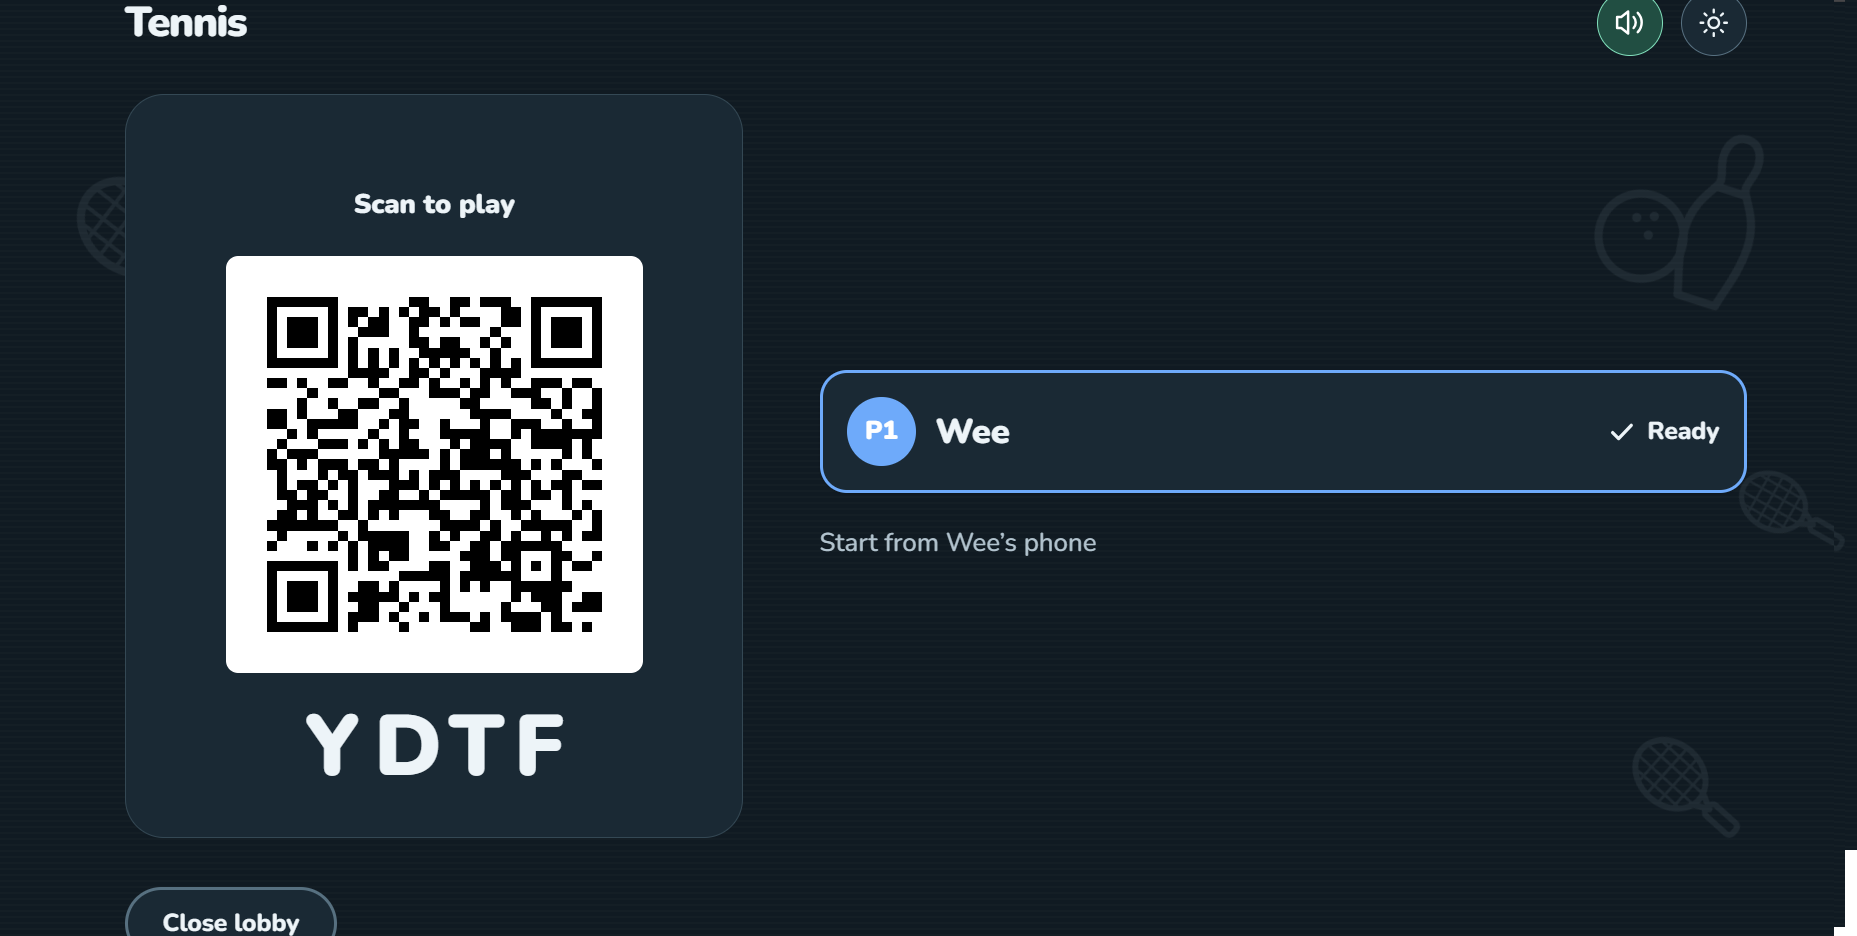 Tennis
Scan to play
YDTF
P1 Wee Ready
Start from Wee’s phone
Close lobby